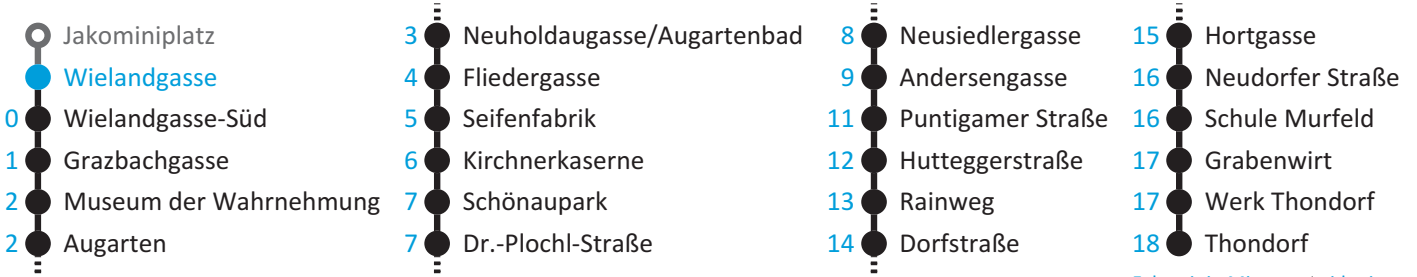 Jakominiplatz
Wielandgasse
0 Wielandgasse-Süd
1 Grazbachgasse
2 Museum der Wahrnehmung
2 Augarten
3 Neuholdaugasse/Augartenbad
4 Fliedergasse
5 Seifenfabrik
6 Kirchnerkaserne
7 Schönaupark
7 Dr.-Plochl-Straße
8 Neusiedlergasse
9 Andersengasse
11 Puntigamer Straße
12 Hutteggerstraße
13 Rainweg
14 Dorfstraße
15 Hortgasse
16 Neudorfer Straße
16 Schule Murfeld
17 Grabenwirt
17 Werk Thondorf
18 Thondorf